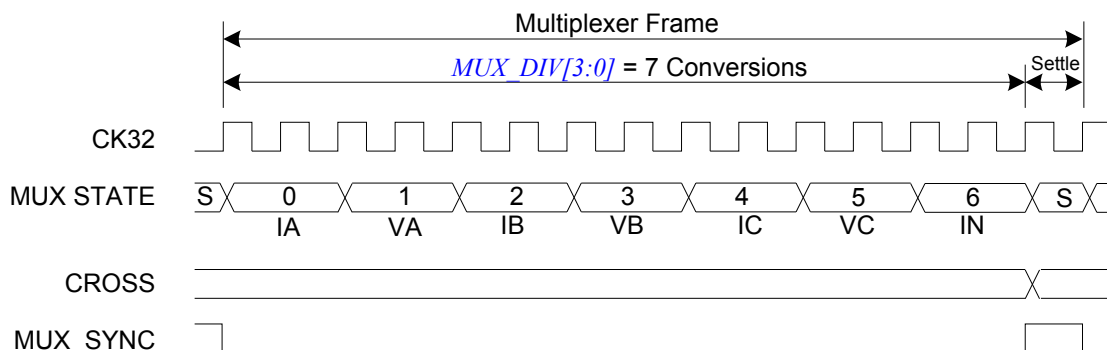 Multiplexer Frame
MUX_DIV[3:0] = 7 Conversions
Settle
CK32
MUX STATE
S 0 1 2 3 4 5 6 S
IA VA IB VB IC VC IN
CROSS
MUX_SYNC